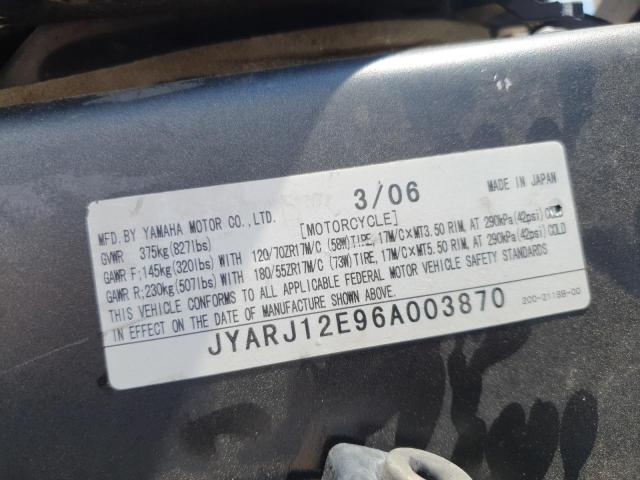 3/06 MADE IN JAPAN
MFD.BY YAMAHA MOTOR CO.,LTD. [MOTORCYCLE]
GVWR 375kg(827lbs)
GAWR F;145kg(320lbs) WITH 120/70ZR17M/C (58W)TIRE, 17M/C×MT3.50 RIM, AT 290kPa(42psi)COLD
GAWR R;230kg(507lbs) WITH 180/55ZR17M/C (73W)TIRE, 17M/C×MT5.50 RIM, AT 290kPa(42psi)COLD
THIS VEHICLE CONFORMS TO ALL APPLICABLE FEDERAL MOTOR VEHICLE SAFETY STANDARDS
IN EFFECT ON THE DATE OF MANUFACTURE SHOWN ABOVE.
JYARJ12E96A003870 2CO-2118B-00